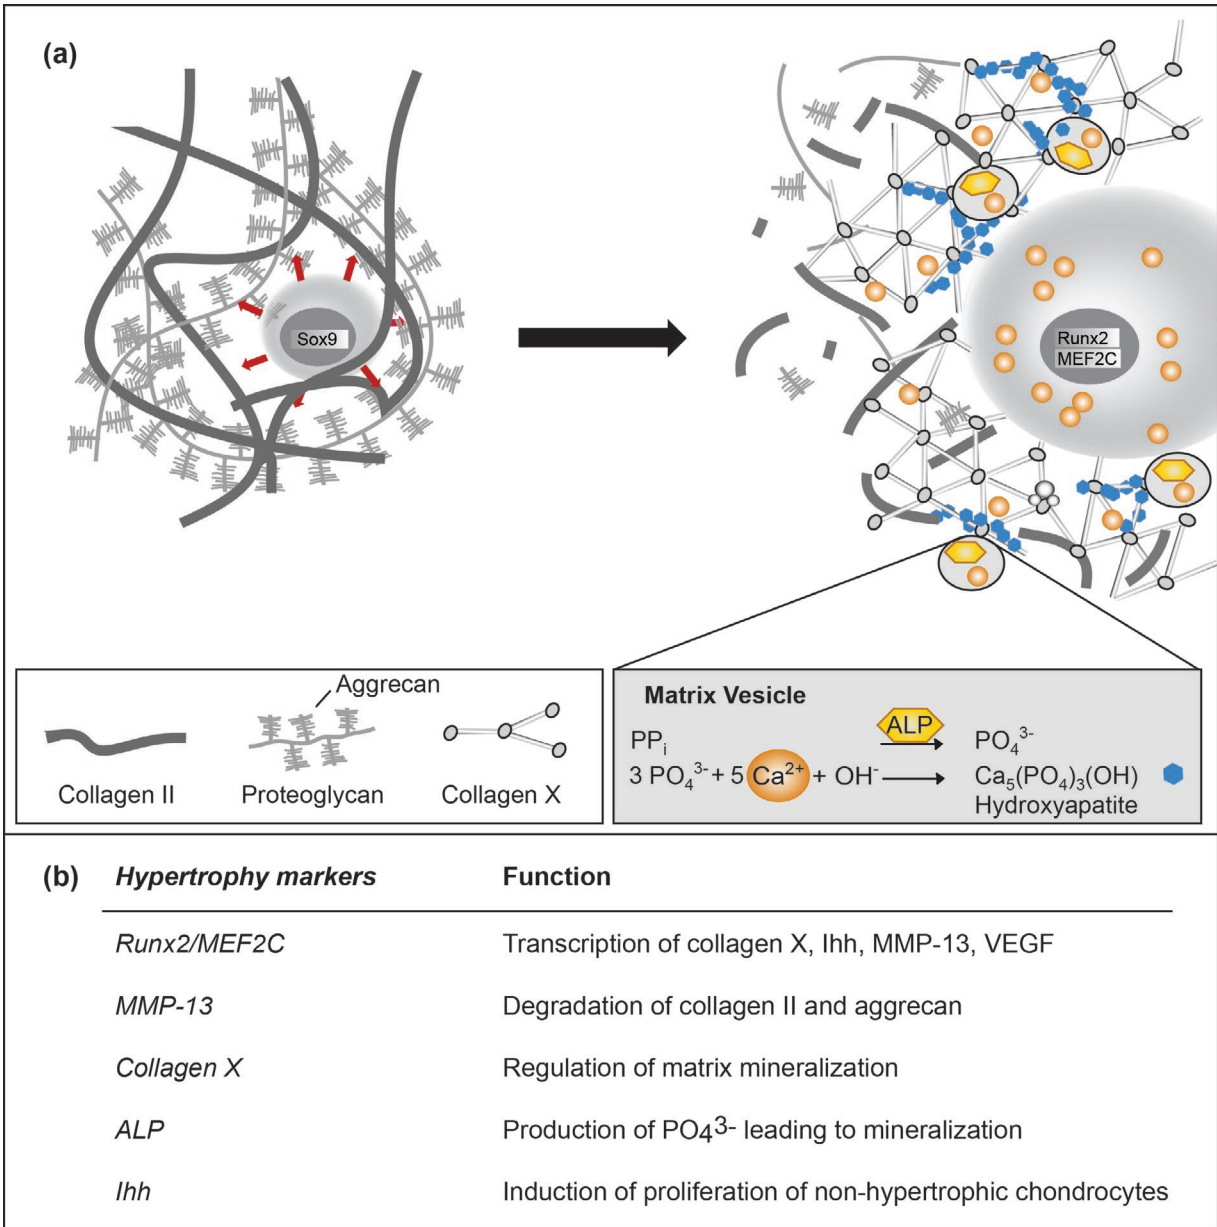 (a)
Sox9
Runx2
MEF2C
Aggrecan
Collagen II
Proteoglycan
Collagen X
Matrix Vesicle
PPᵢ ALP PO₄³⁻
3 PO₄³⁻ + 5 Ca²⁺ + OH⁻ Ca₅(PO₄)₃(OH)
Hydroxyapatite
(b) Hypertrophy markers Function
Runx2/MEF2C Transcription of collagen X, Ihh, MMP-13, VEGF
MMP-13 Degradation of collagen II and aggrecan
Collagen X Regulation of matrix mineralization
ALP Production of PO₄³⁻ leading to mineralization
Ihh Induction of proliferation of non-hypertrophic chondrocytes